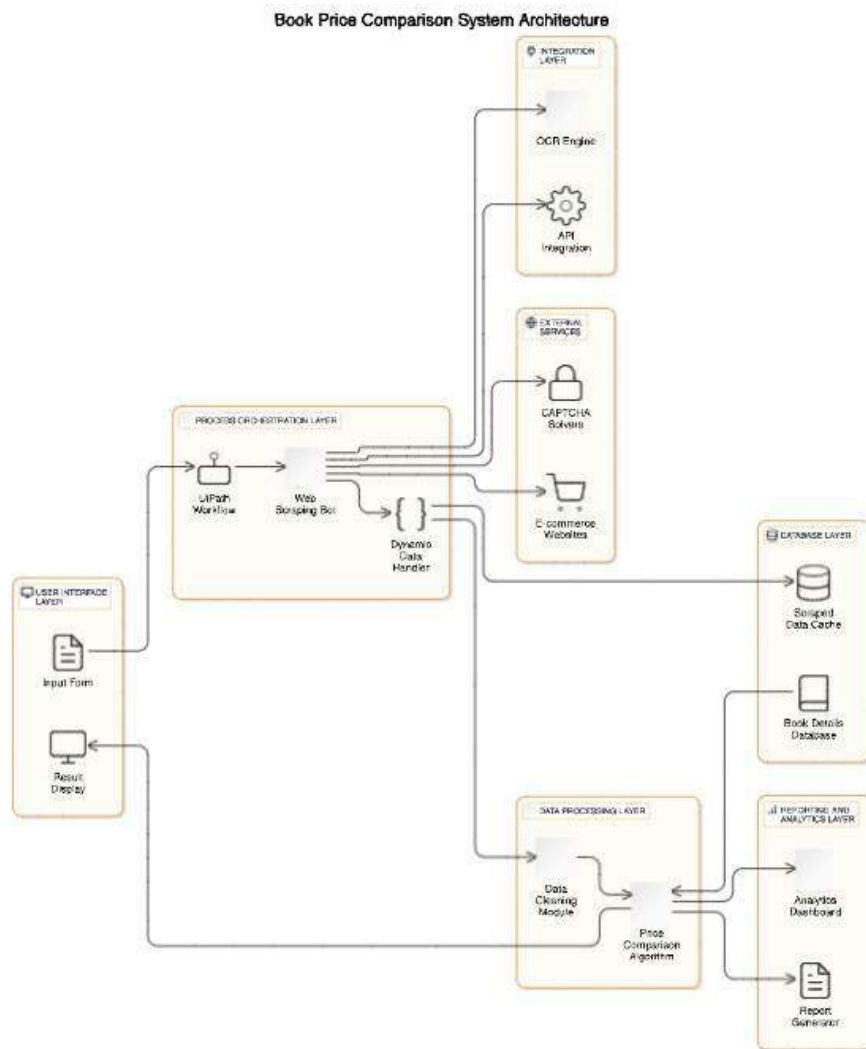 Book Price Comparison System Architecture
INTEGRATION
LAYER
OCR Engine
API
Integration
EXTERNAL
SERVICES
CAPTCHA
Solvers
E-commerce
Websites
PROCESS ORCHESTRATION LAYER
UiPath
Workflow
Web
Scraping Bot
Dynamic
Data
Handler
DATABASE LAYER
Scraped
Data Cache
Book Details
Database
USER INTERFACE
LAYER
Input Form
Result
Display
DATA PROCESSING LAYER
Data
Cleaning
Module
Price
Comparison
Algorithm
REPORTING AND
ANALYTICS LAYER
Analytics
Dashboard
Report
Generator